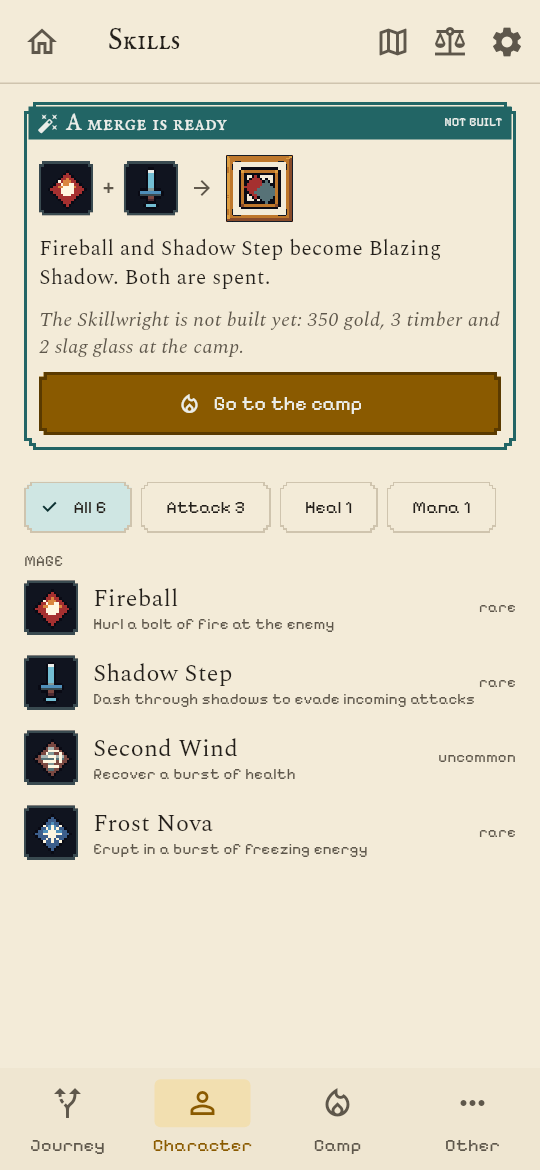 Skills
A merge is ready
NOT BUILT
+
Fireball and Shadow Step become Blazing
Shadow. Both are spent.
The Skillwright is not built yet: 350 gold, 3 timber and
2 slag glass at the camp.
Go to the camp
All 6
Attack 3
Heal 1
Mana 1
MAGE
Fireball
Hurl a bolt of fire at the enemy
rare
Shadow Step
Dash through shadows to evade incoming attacks
rare
Second Wind
Recover a burst of health
uncommon
Frost Nova
Erupt in a burst of freezing energy
rare
Journey
Character
Camp
Other